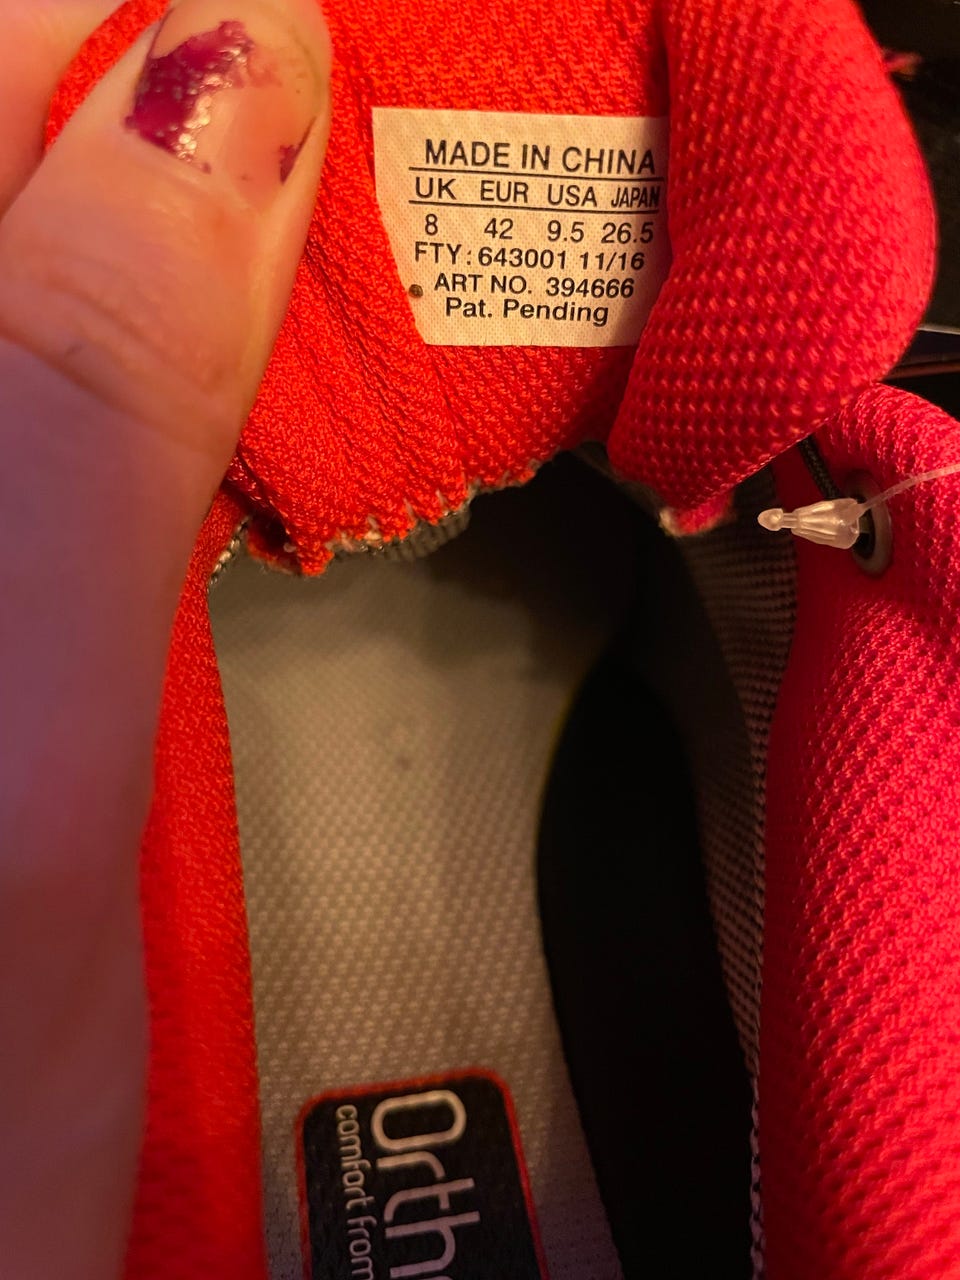 MADE IN CHINA
UK EUR USA JAPAN
8 42 9.5 26.5
FTY: 643001 11/16
ART NO. 394666
Pat. Pending
comfort from